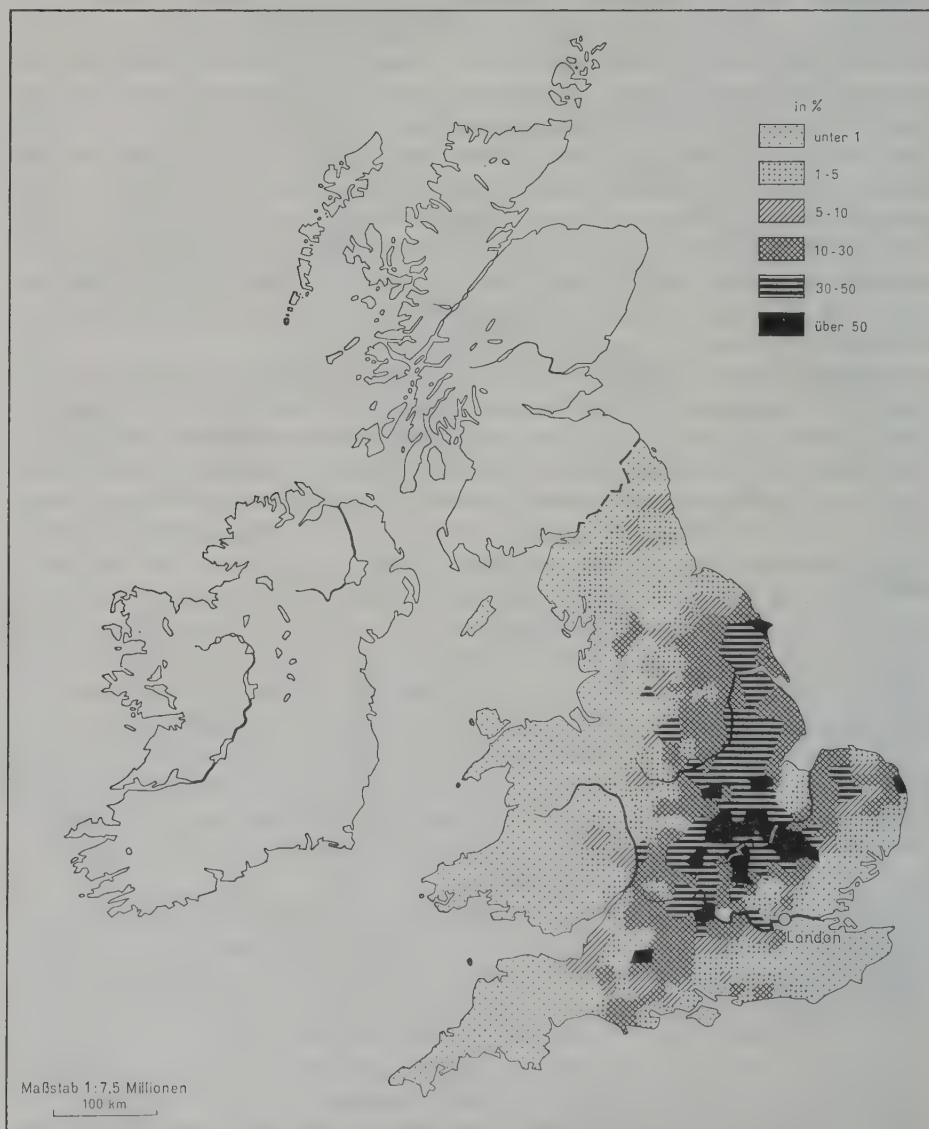 in %
unter 1
1-5
5-10
10-30
30-50
über 50
London
Maßstab 1:7,5 Millionen
100 km